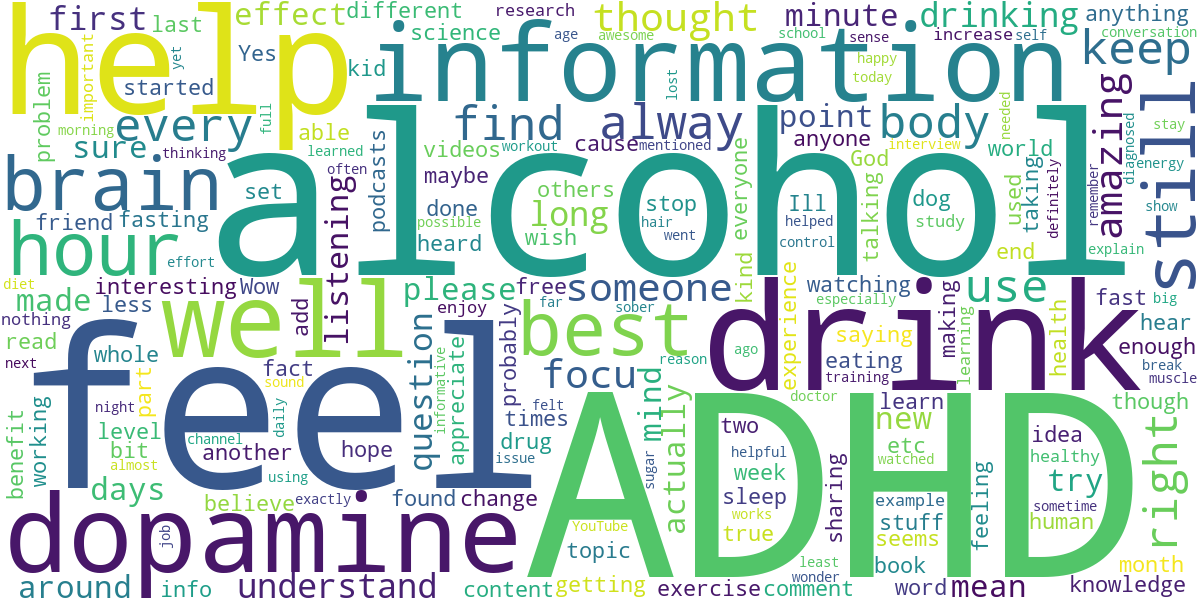 help
information
alcohol
feel
ADHD
drink
dopamine
brain
well
best
hour
still
first
last
effect
different
research
thought
minute
drinking
anything
conversation
important
yet
Yes
kid
science
age
awesome
school
sense
increase
self
keep
started
lost
happy
today
problem
morning
every
full
able
find
alway
point
body
needed
sure
thinking
learned
often
podcasts
videos
workout
cause
mentioned
anyone
interview
world
amazing
diagnosed
stay
energy
set
listening
maybe
others
everyone
God
talking
used
taking
definitely
remember
show
friend
fasting
done
possible
long
stop
Ill
dog
heard
wish
hair
went
helped
control
study
end
explain
effort
diet
interesting
Wow
please
free
someone
kind
watching
use
fast
big
made
less
add
enjoy
far
sober
experience
especially
making
learning
nothing
hear
read
question
appreciate
probably
saying
health
enough
next
whole
fact
informative
reason
ago
eating
break
part
sound
focu
mind
training
muscle
night
times
felt
doctor
learn
though
benefit
working
level
bit
almost
channel
another
daily
hope
drug
issue
sugar
actually
two
helpful
new
etc
watched
idea
healthy
right
using
week
sleep
sharing
try
days
believe
exactly
found
change
works
example
feeling
sometime
YouTube
true
stuff
human
job
topic
seems
least
book
month
around
info
understand
content
getting
exercise
wonder
comment
word
mean
knowledge